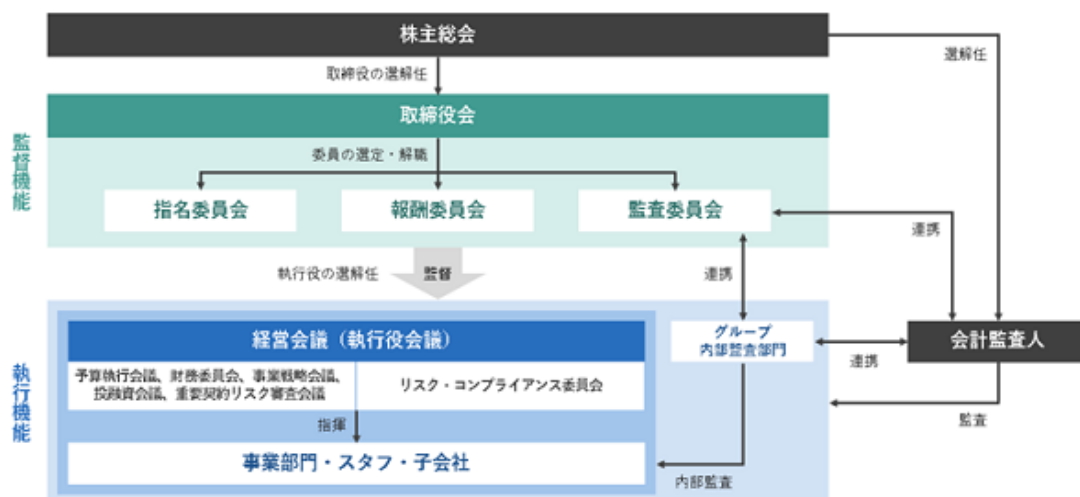 株主総会
選解任
取締役の選解任
取締役会
監督機能
委員の選定・解職
指名委員会
報酬委員会
監査委員会
連携
執行役の選解任
監督
連携
執行機能
経営会議（執行役会議）
グループ
内部監査部門
会計監査人
連携
予算執行会議、財務委員会、事業戦略会議、
投融資会議、重要契約リスク審査会議
リスク・コンプライアンス委員会
監査
指揮
事業部門・スタッフ・子会社
内部監査